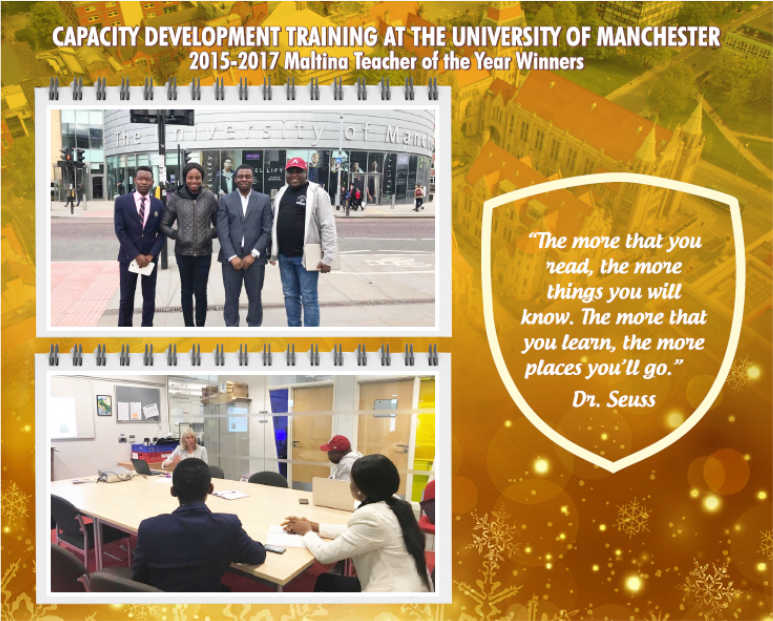 CAPACITY DEVELOPMENT TRAINING AT THE UNIVERSITY OF MANCHESTER
2015-2017 Maltina Teacher of the Year Winners
The University of Manc
“The more that you
read, the more
things you will
know. The more that
you learn, the more
places you’ll go.”
Dr. Seuss